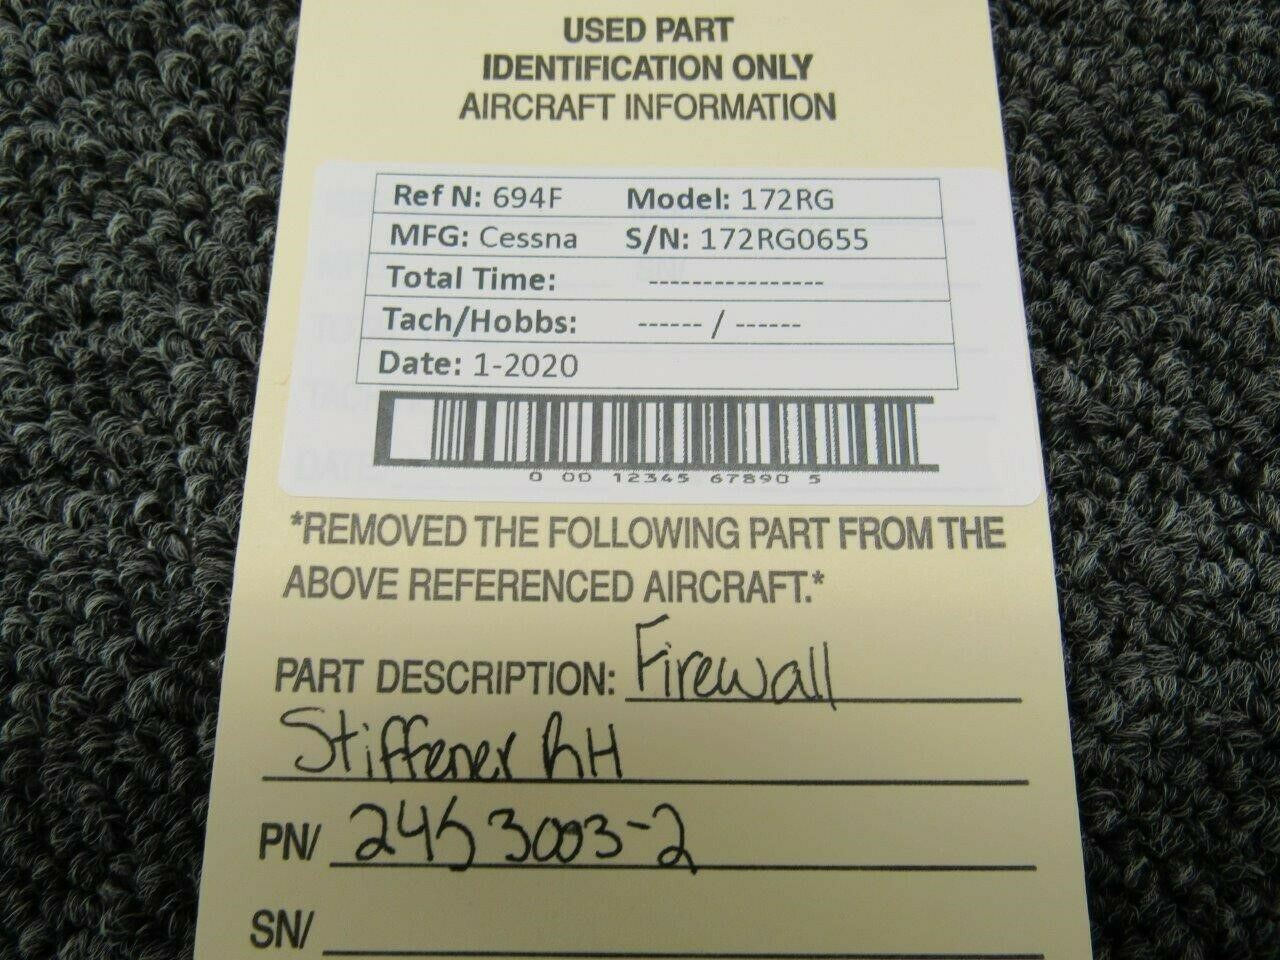 USED PART
IDENTIFICATION ONLY
AIRCRAFT INFORMATION
Ref N: 694F Model: 172RG
MFG: Cessna S/N: 172RG0655
Total Time: ----------------
Tach/Hobbs: ------ / ------
Date: 1-2020
0 00 12345 67890 5
*REMOVED THE FOLLOWING PART FROM THE
ABOVE REFERENCED AIRCRAFT.*
PART DESCRIPTION: Firewall
Stiffener RH
PN/ 2453003-2
SN/